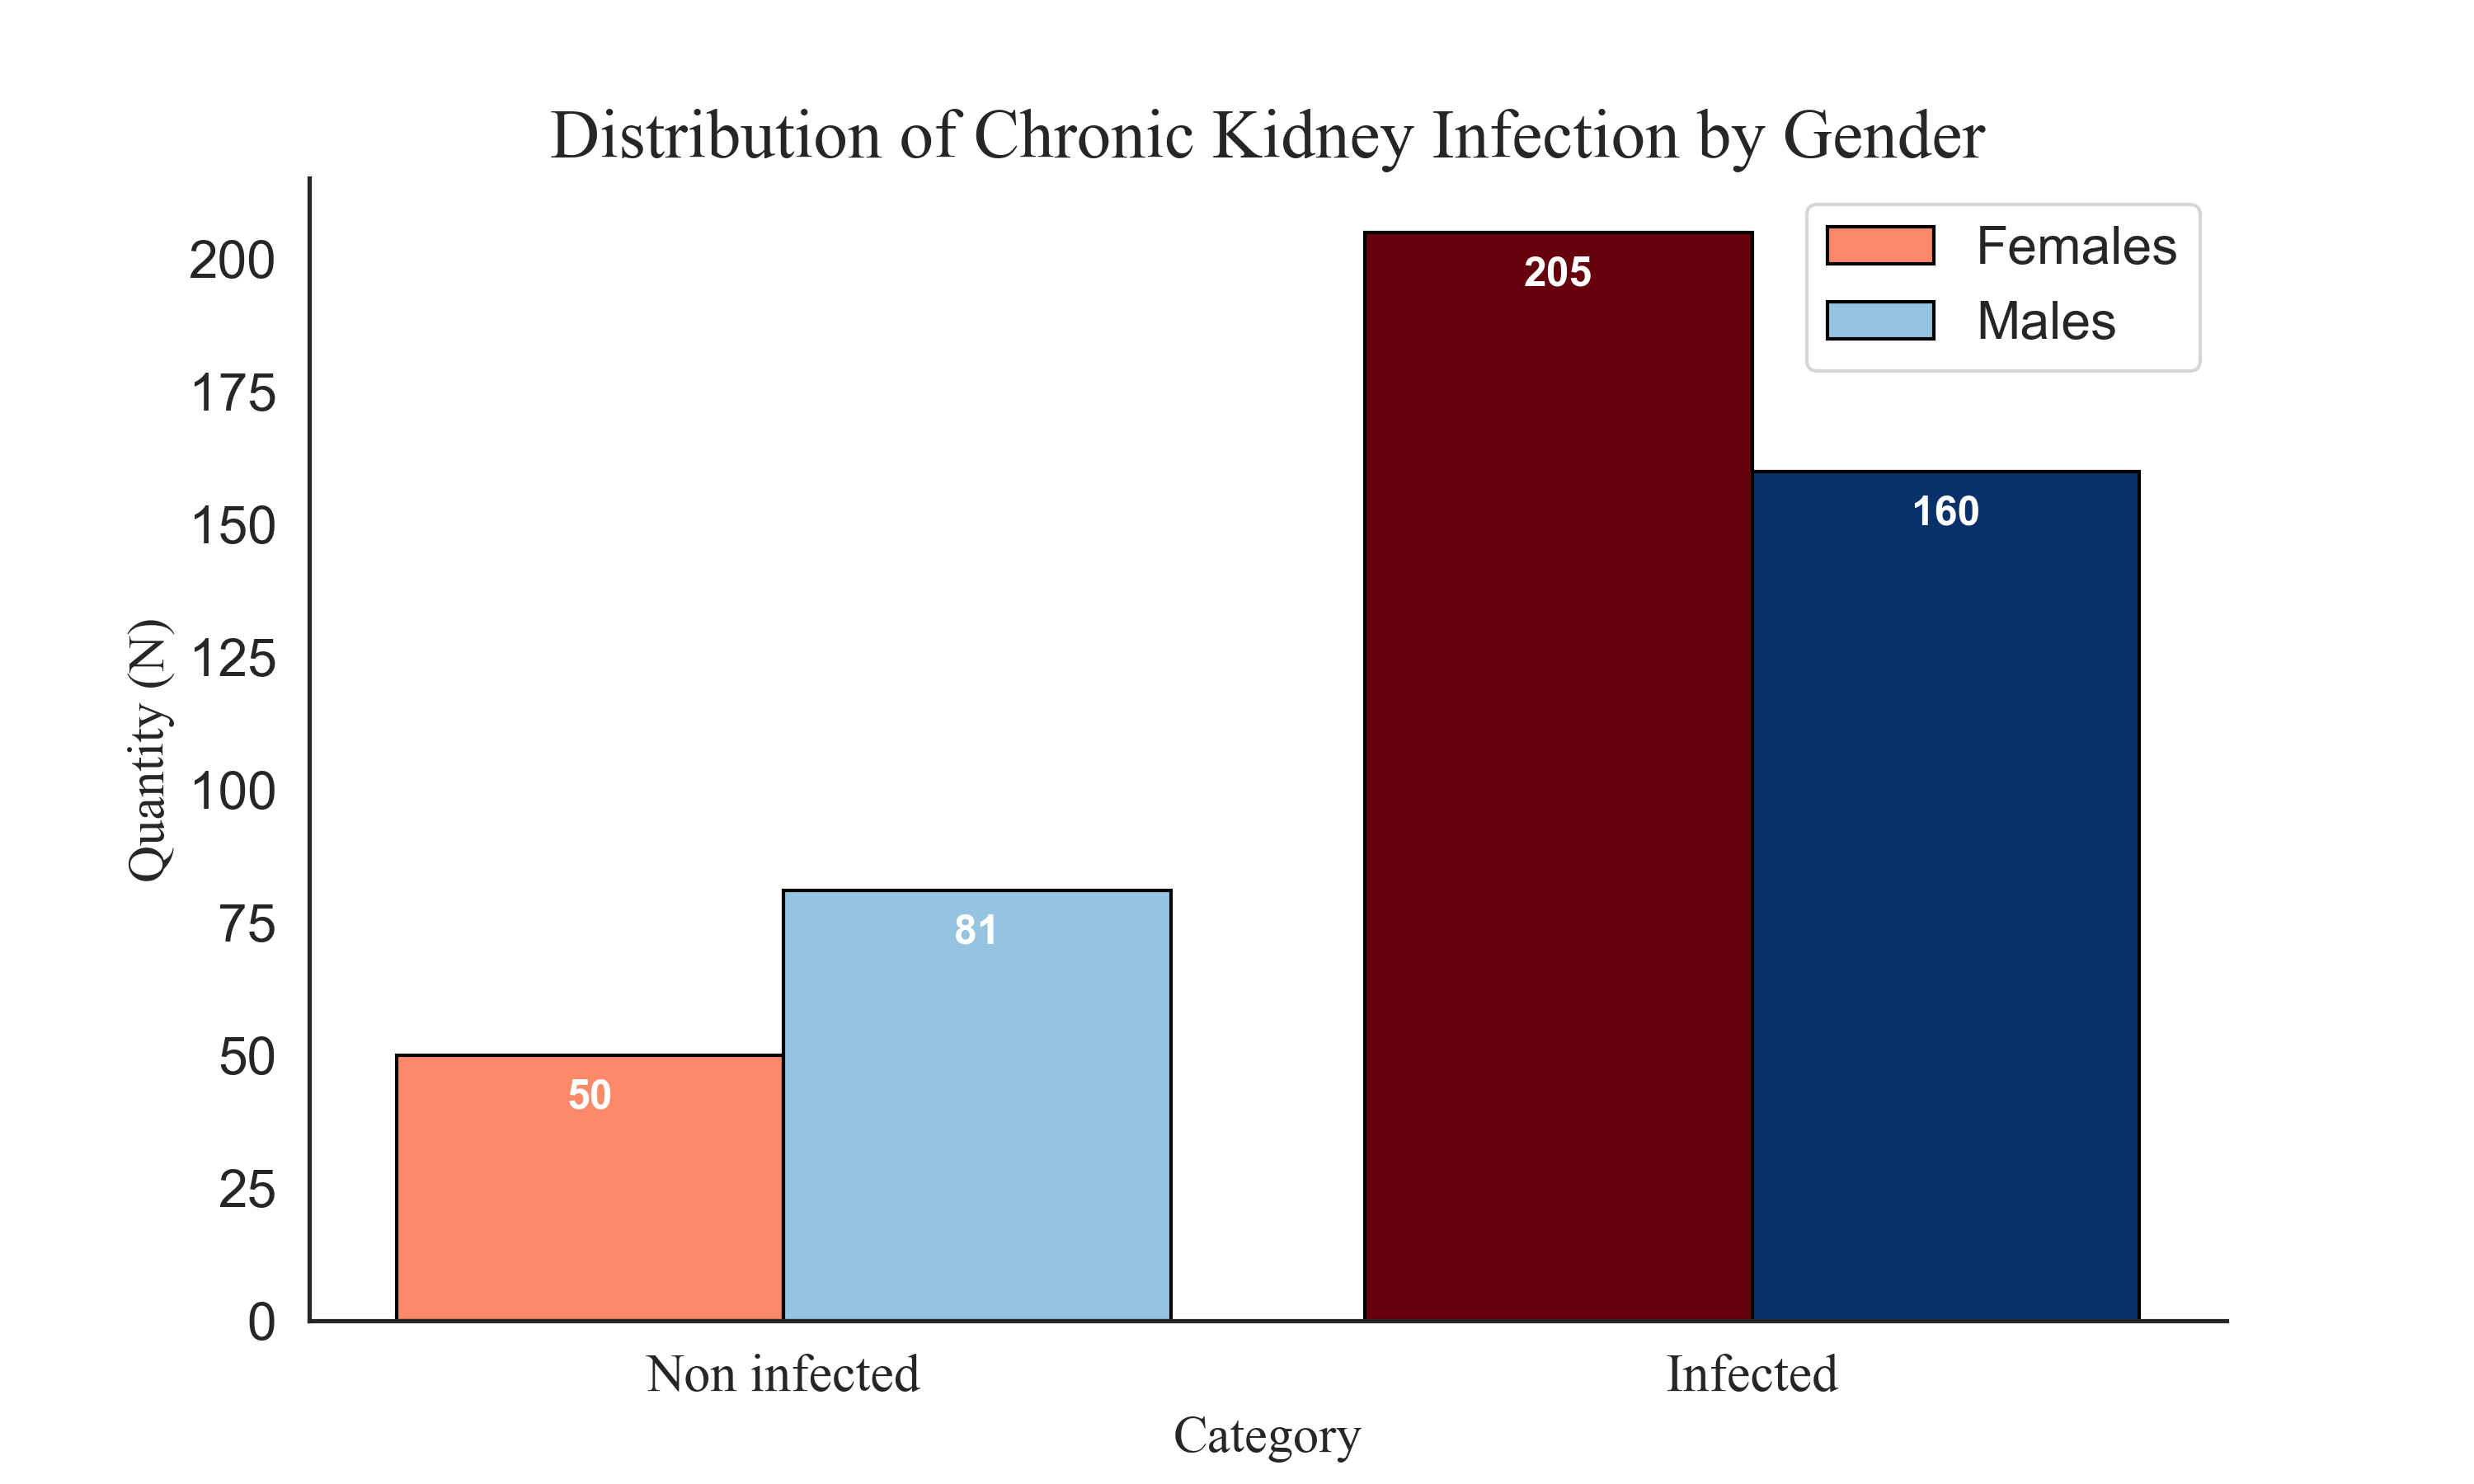 Distribution of Chronic Kidney Infection by Gender
Females
Males
Quantity (N)
200
175
150
125
100
75
50
25
0
50
81
205
160
Non infected
Infected
Category